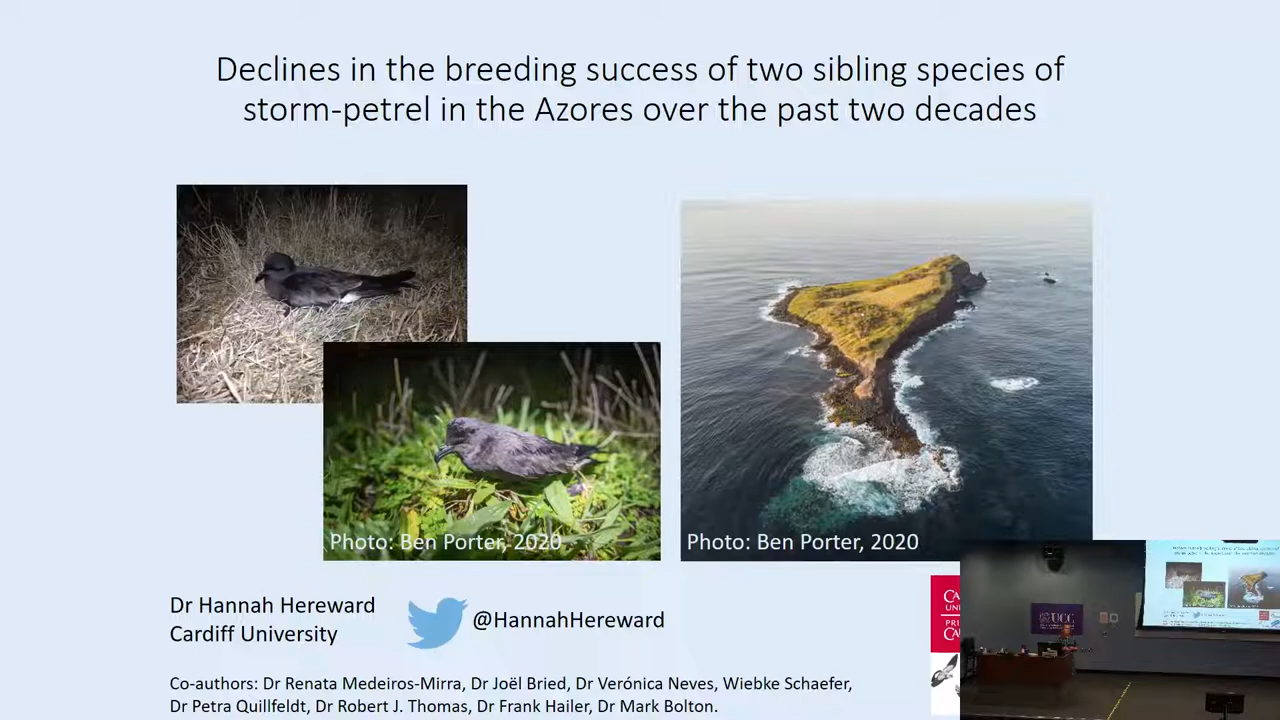 Declines in the breeding success of two sibling species of
storm-petrel in the Azores over the past two decades
Photo: Ben Porter, 2020
Photo: Ben Porter, 2020
Dr Hannah Hereward
Cardiff University
@HannahHereward
Co-authors: Dr Renata Medeiros-Mirra, Dr Joël Bried, Dr Verónica Neves, Wiebke Schaefer,
Dr Petra Quillfeldt, Dr Robert J. Thomas, Dr Frank Hailer, Dr Mark Bolton.
UCC